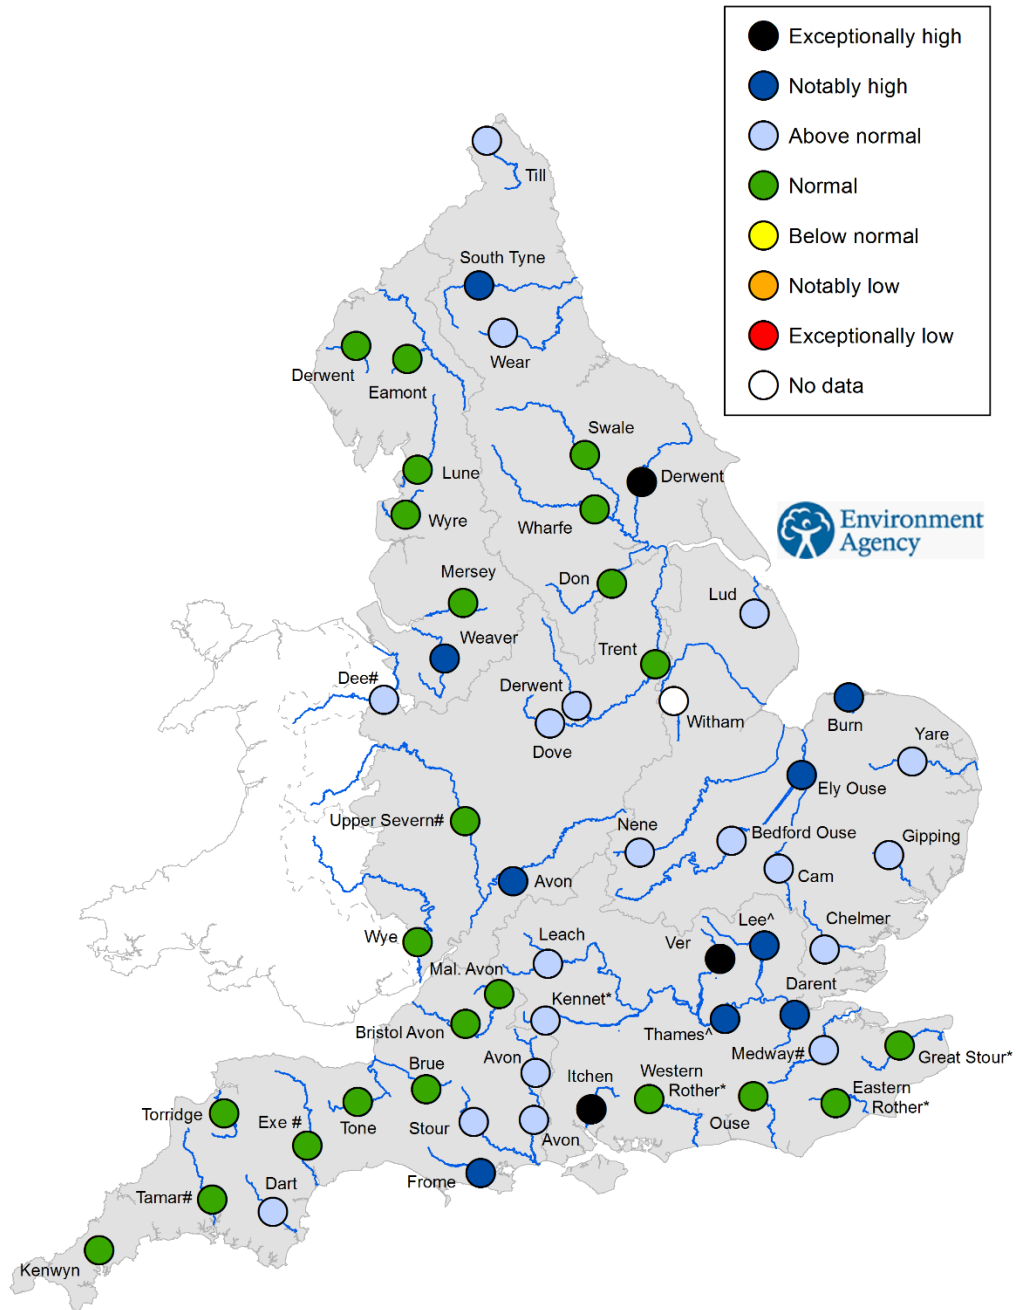 Exceptionally high
Notably high
Above normal
Normal
Below normal
Notably low
Exceptionally low
No data
Till
South Tyne
Wear
Derwent
Eamont
Swale
Lune
Derwent
Wyre
Wharfe
Environment
Agency
Mersey
Don
Lud
Weaver
Trent
Dee#
Derwent
Witham
Burn
Dove
Yare
Ely Ouse
Upper Severn#
Nene
Bedford Ouse
Gipping
Avon
Cam
Wye
Leach
Ver
Lee^
Chelmer
Mal. Avon
Kennet*
Darent
Bristol Avon
Thames^
Medway#
Great Stour*
Brue
Avon
Itchen
Western
Rother*
Eastern
Rother*
Torridge
Exe #
Tone
Stour
Avon
Ouse
Tamar#
Dart
Frome
Kenwyn